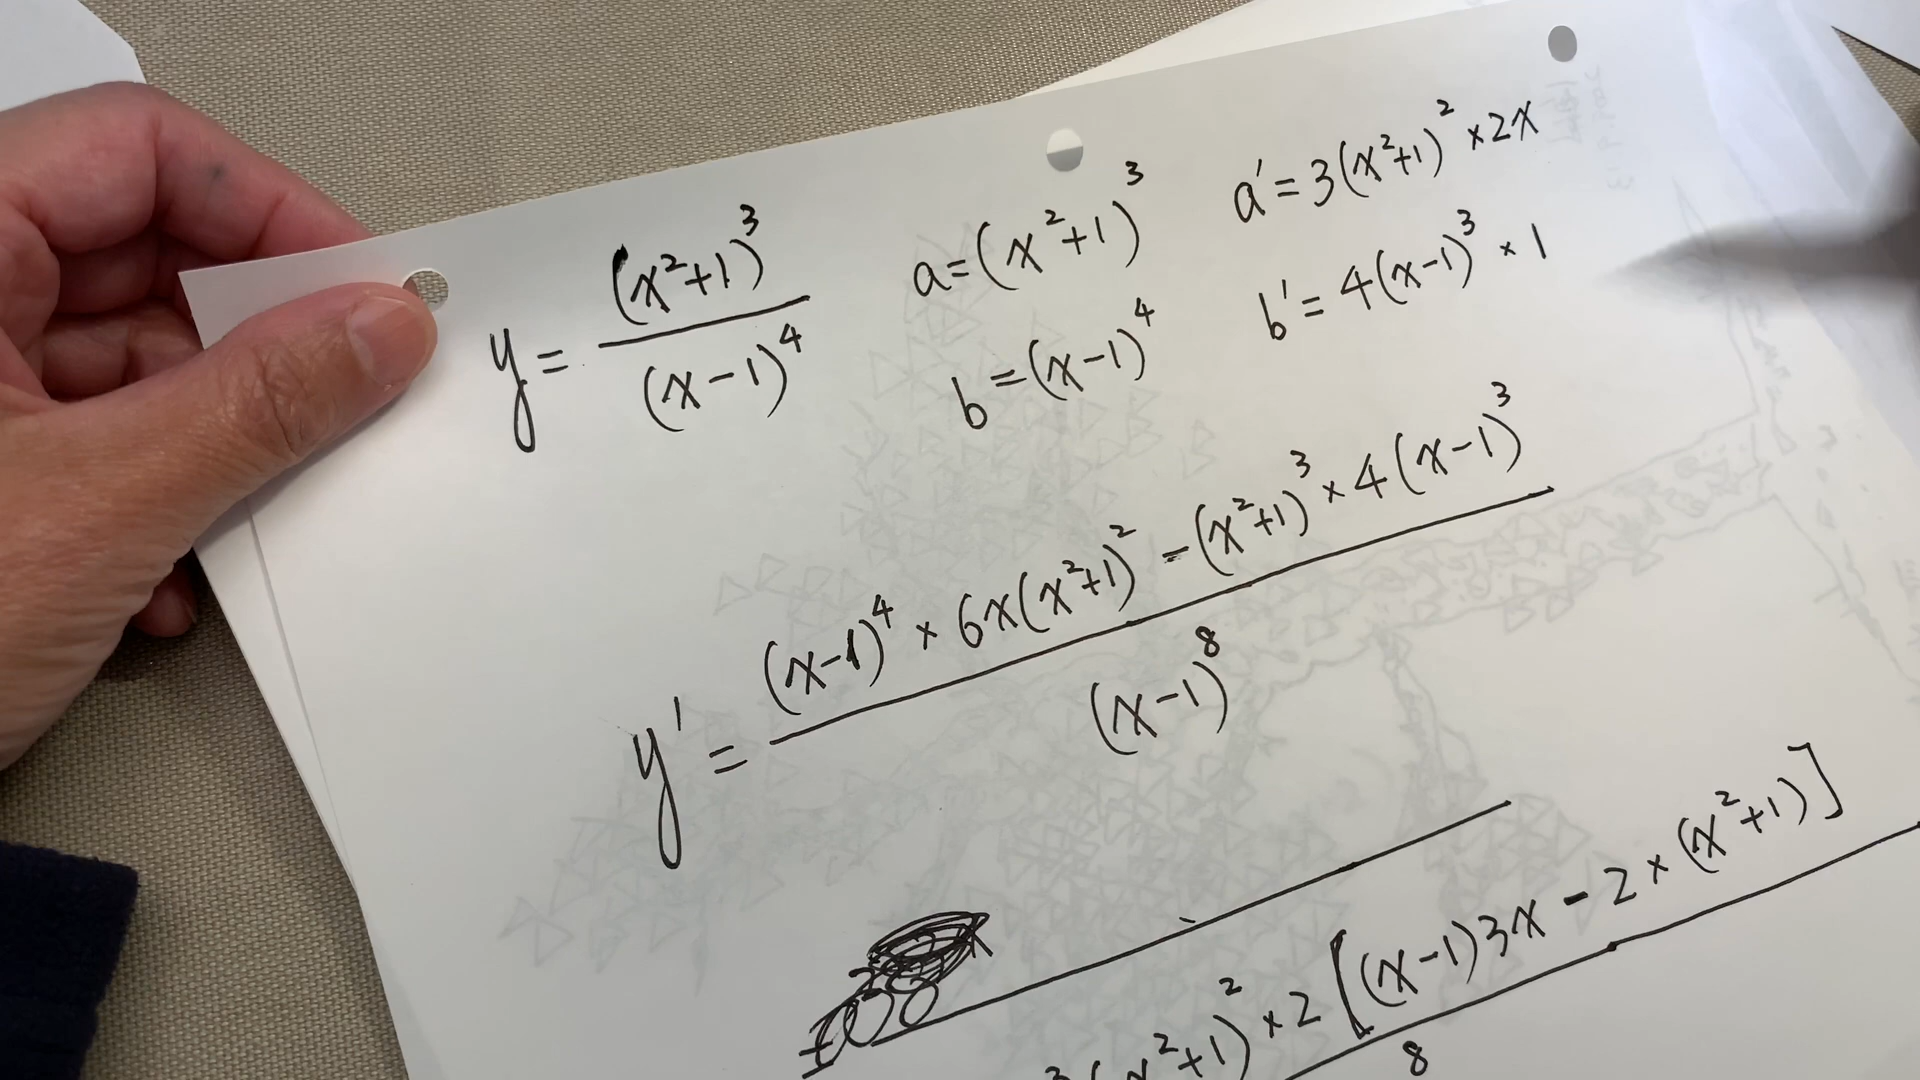 y = (x²+1)³ / (x-1)⁴
a = (x²+1)³
a' = 3(x²+1)² × 2x
b = (x-1)⁴
b' = 4(x-1)³ × 1
y' = (x-1)⁴ × 6x(x²+1)² - (x²+1)³ × 4(x-1)³ / (x-1)⁸
³(x²+1)² × 2[(x-1)3x - 2 × (x²+1)]
8